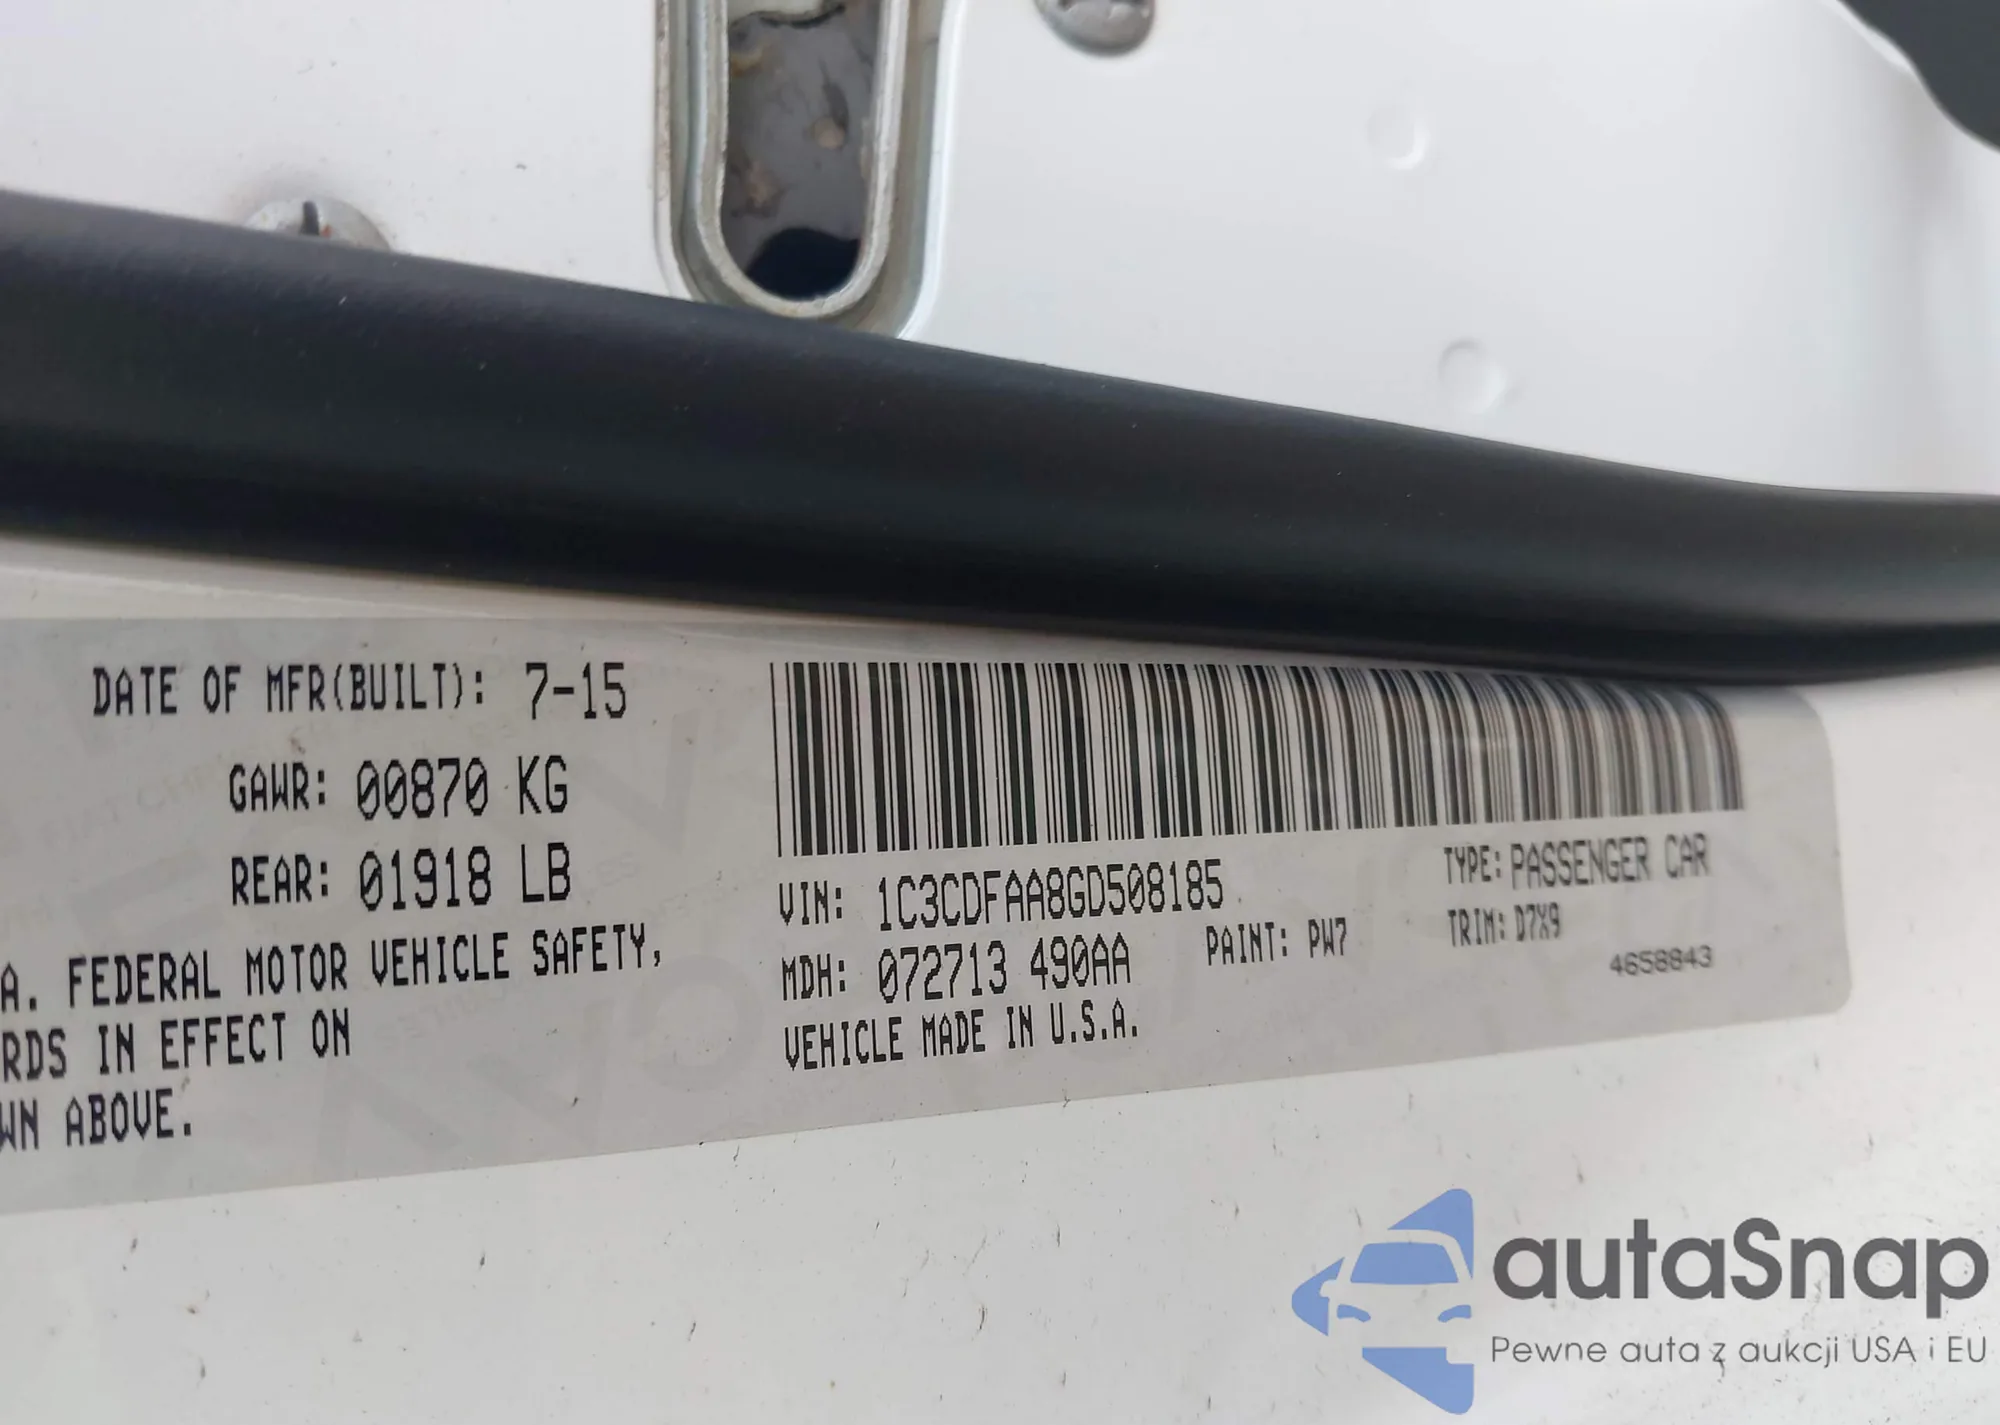 DATE OF MFR(BUILT): 7-15
GAWR: 00870 KG
REAR: 01918 LB
A. FEDERAL MOTOR VEHICLE SAFETY,
RDS IN EFFECT ON
WN ABOVE.
VIN: 1C3CDFAA8GD508185
TYPE: PASSENGER CAR
MDH: 072713 490AA
PAINT: PW7
TRIM: D7X9
VEHICLE MADE IN U.S.A.
4658843
autaSnap
Pewne auta z aukcji USA i EU